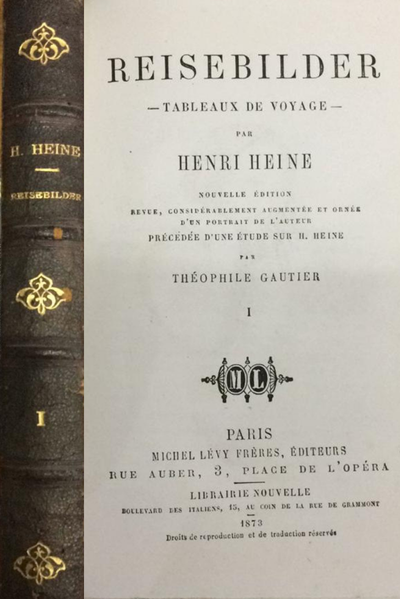 H. HEINE
REISEBILDER
I
REISEBILDER
— TABLEAUX DE VOYAGE —
PAR
HENRI HEINE
NOUVELLE ÉDITION
REVUE, CONSIDÉRABLEMENT AUGMENTÉE ET ORNÉE
D'UN PORTRAIT DE L'AUTEUR
PRÉCÉDÉE D'UNE ÉTUDE SUR H. HEINE
PAR
THÉOPHILE GAUTIER
I
ML
PARIS
MICHEL LÉVY FRÈRES, ÉDITEURS
RUE AUBER, 3, PLACE DE L'OPÉRA
LIBRAIRIE NOUVELLE
BOULEVARD DES ITALIENS, 15, AU COIN DE LA RUE DE GRAMMONT
1873
Droits de reproduction et de traduction réservés